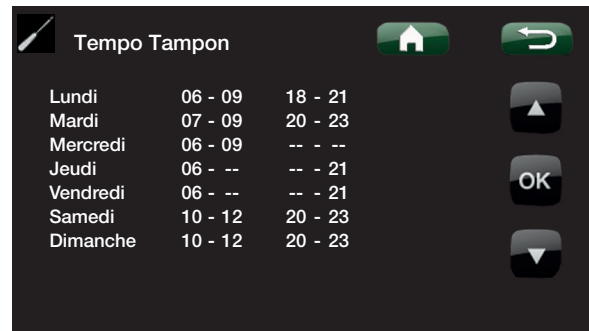 Tempo Tampon
Lundi 06 - 09 18 - 21
Mardi 07 - 09 20 - 23
Mercredi 06 - 09 -- - --
Jeudi 06 - -- -- - 21
Vendredi 06 - -- -- - 21
Samedi 10 - 12 20 - 23
Dimanche 10 - 12 20 - 23
OK